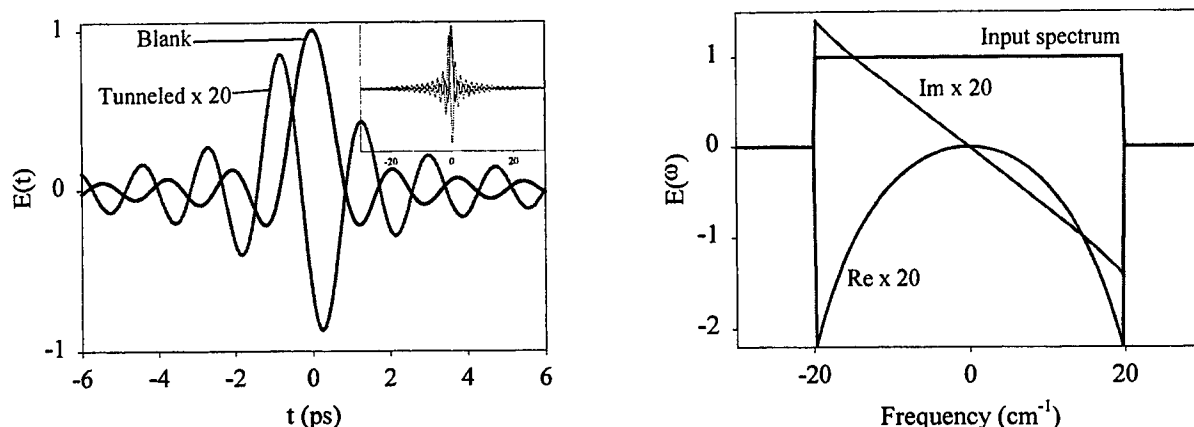 1
Blank
Tunneled x 20
E(t)
0
-20 0 20
-1
-6 -4 -2 0 2 4 6
t (ps)
Input spectrum
1
Im x 20
0
E(ω)
-1
Re x 20
-2
-20 0 20
Frequency (cm⁻¹)